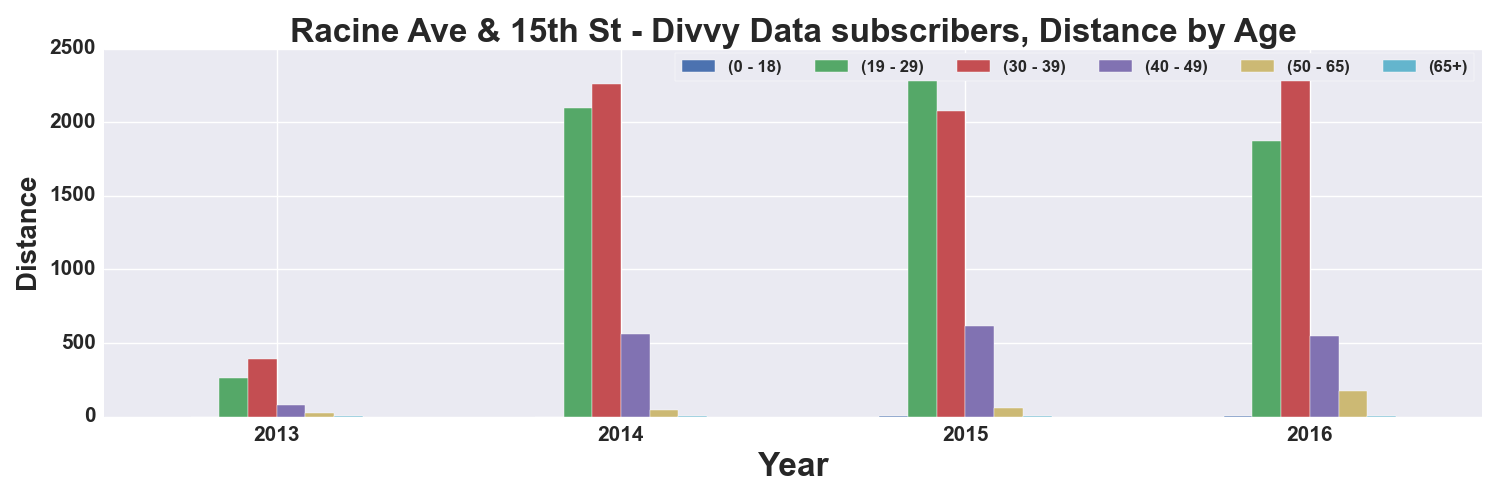 Racine Ave & 15th St - Divvy Data subscribers, Distance by Age
(0 - 18) (19 - 29) (30 - 39) (40 - 49) (50 - 65) (65+)
2500
2000
1500
1000
500
0
Distance
2013 2014 2015 2016
Year